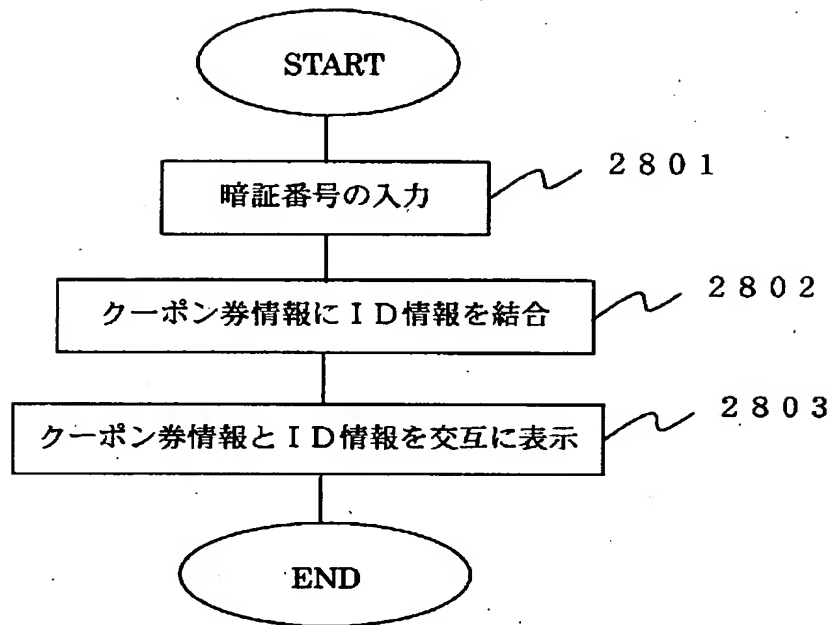 START
暗証番号の入力
2801
クーポン券情報にID情報を結合
2802
クーポン券情報とID情報を交互に表示
2803
END